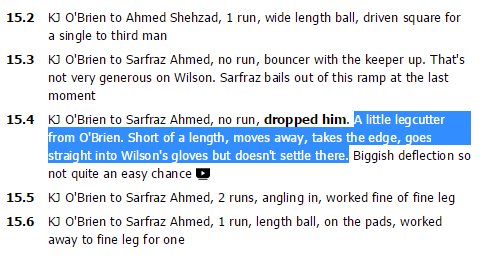 15.2 KJ O'Brien to Ahmed Shehzad, 1 run, wide length ball, driven square for
a single to third man
15.3 KJ O'Brien to Sarfraz Ahmed, no run, bouncer with the keeper up. That's
not very generous on Wilson. Sarfraz bails out of this ramp at the last
moment
15.4 KJ O'Brien to Sarfraz Ahmed, no run, dropped him. A little legcutter
from O'Brien. Short of a length, moves away, takes the edge, goes
straight into Wilson's gloves but doesn't settle there. Biggish deflection so
not quite an easy chance
15.5 KJ O'Brien to Sarfraz Ahmed, 2 runs, angling in, worked fine of fine leg
15.6 KJ O'Brien to Sarfraz Ahmed, 1 run, length ball, on the pads, worked
away to fine leg for one